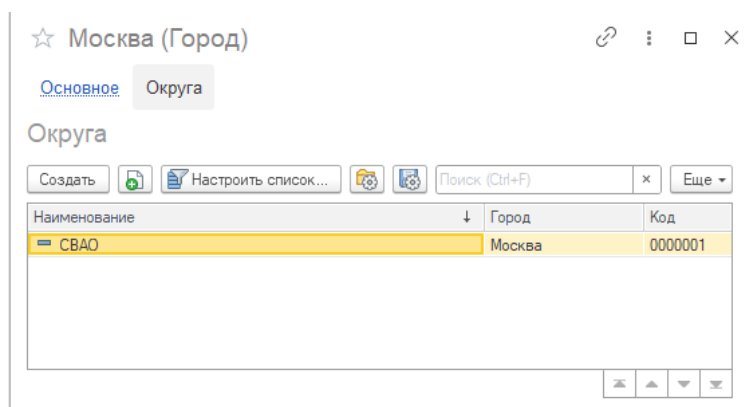 Москва (Город)
Основное Округа
Округа
Создать Настроить список... Поиск (Ctrl+F) × Еще
Наименование ↓ Город Код
СВАО Москва 0000001